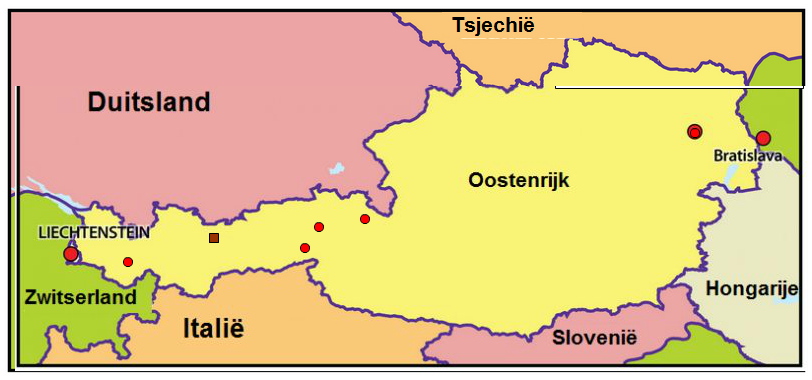 Tsjechië
Duitsland
Bratislava
Oostenrijk
LIECHTENSTEIN
Zwitserland
Hongarije
Italië
Slovenië